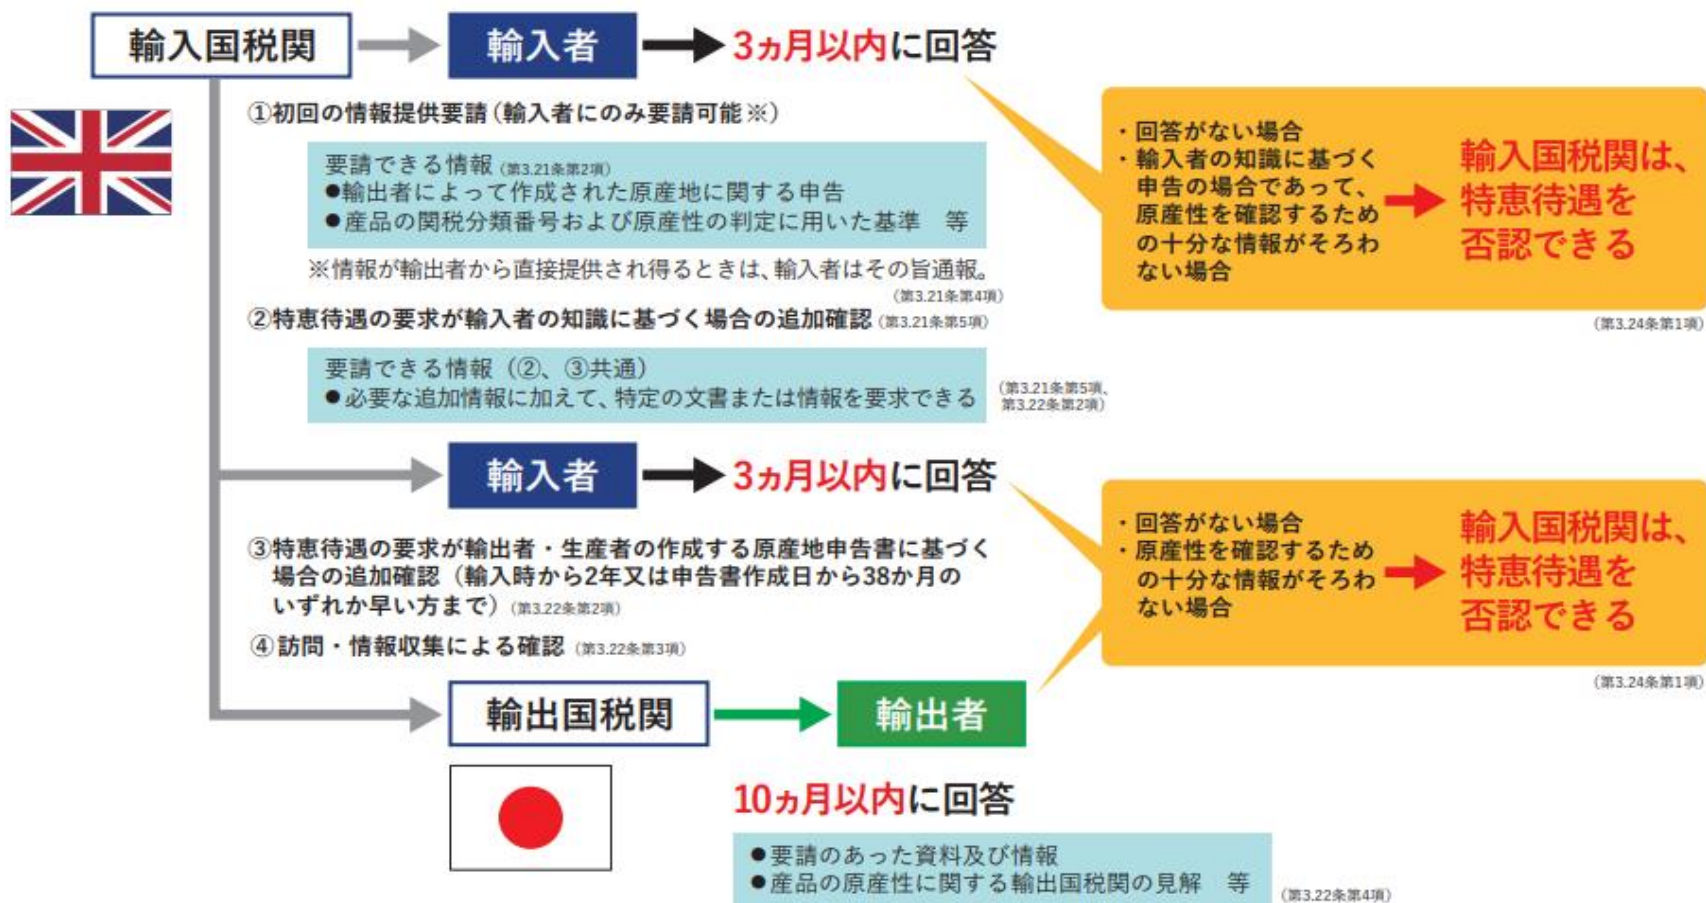 輸入国税関
輸入者
3ヵ月以内に回答
①初回の情報提供要請(輸入者にのみ要請可能※)
要請できる情報(第3.21条第2項)
●輸出者によって作成された原産地に関する申告
●産品の関税分類番号および原産性の判定に用いた基準　等
※情報が輸出者から直接提供され得るときは、輸入者はその旨通報。
(第3.21条第4項)
・回答がない場合
・輸入者の知識に基づく
申告の場合であって、
原産性を確認するため
の十分な情報がそろわ
ない場合
輸入国税関は、
特恵待遇を
否認できる
(第3.24条第1項)
②特恵待遇の要求が輸入者の知識に基づく場合の追加確認(第3.21条第5項)
要請できる情報（②、③共通）
●必要な追加情報に加えて、特定の文書または情報を要求できる
(第3.21条第5項、
第3.22条第2項)
輸入者
3ヵ月以内に回答
③特恵待遇の要求が輸出者・生産者の作成する原産地申告書に基づく
場合の追加確認（輸入時から2年又は申告書作成日から38か月の
いずれか早い方まで）(第3.22条第2項)
④訪問・情報収集による確認(第3.22条第3項)
・回答がない場合
・原産性を確認するため
の十分な情報がそろわ
ない場合
輸入国税関は、
特恵待遇を
否認できる
(第3.24条第1項)
輸出国税関
輸出者
10ヵ月以内に回答
●要請のあった資料及び情報
●産品の原産性に関する輸出国税関の見解　等
(第3.22条第4項)